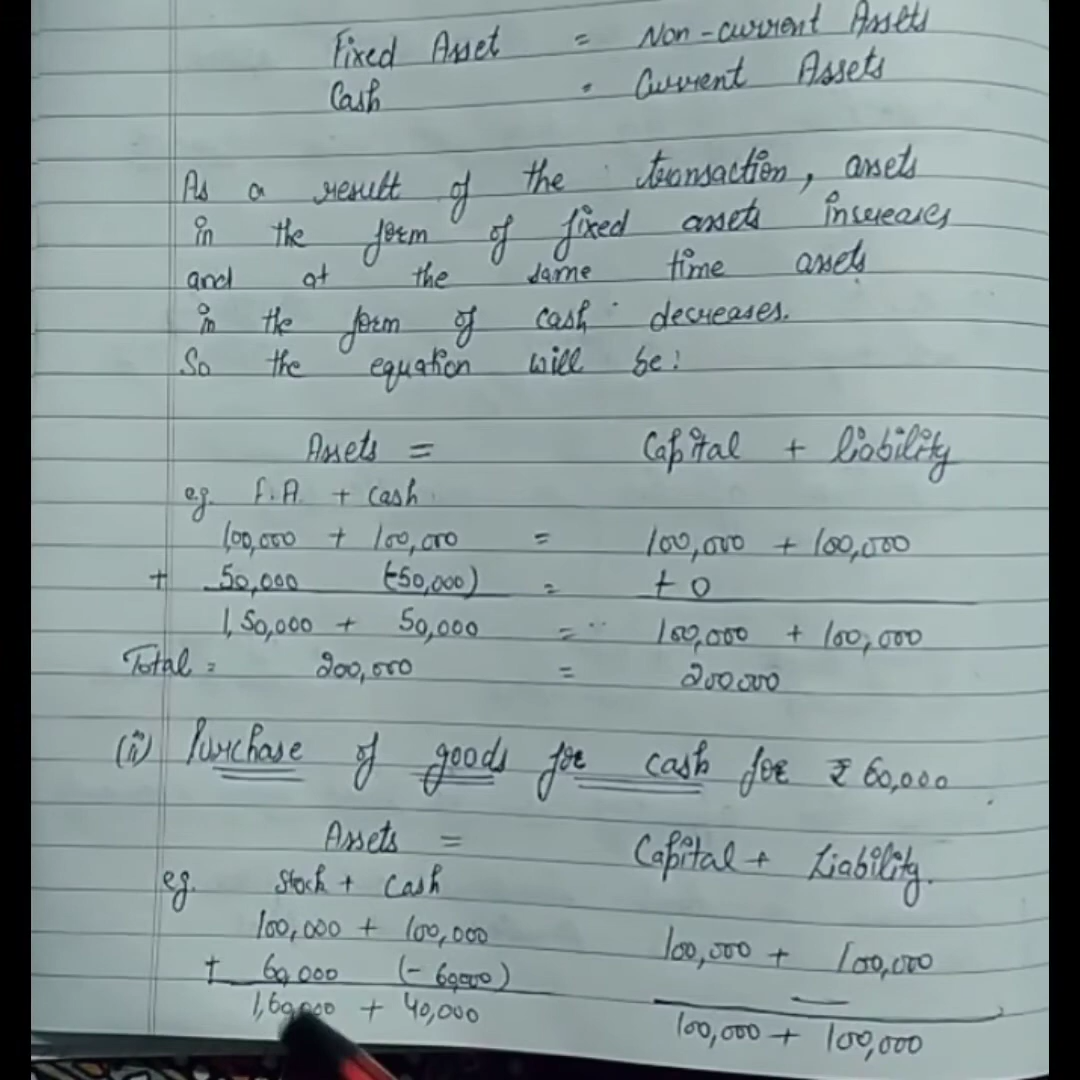 Fixed Asset = Non-current Assets
Cash = Current Assets
As a result of the transaction, assets
in the form of fixed assets increases
and at the same time assets
in the form of cash decreases.
So the equation will be:
Assets = Capital + liability
eg. F.A. + Cash
1,00,000 + 100,000 = 100,000 + 100,000
+ 50,000 (-50,000) = + 0
1,50,000 + 50,000 = 100,000 + 100,000
Total = 200,000 = 200000
(ii) Purchase of goods for cash for ₹ 60,000
Assets = Capital + Liability.
eg. Stock + Cash
100,000 + 100,000 100,000 + 100,000
+ 60,000 (-60,000) —
1,60,000 + 40,000 100,000 + 100,000